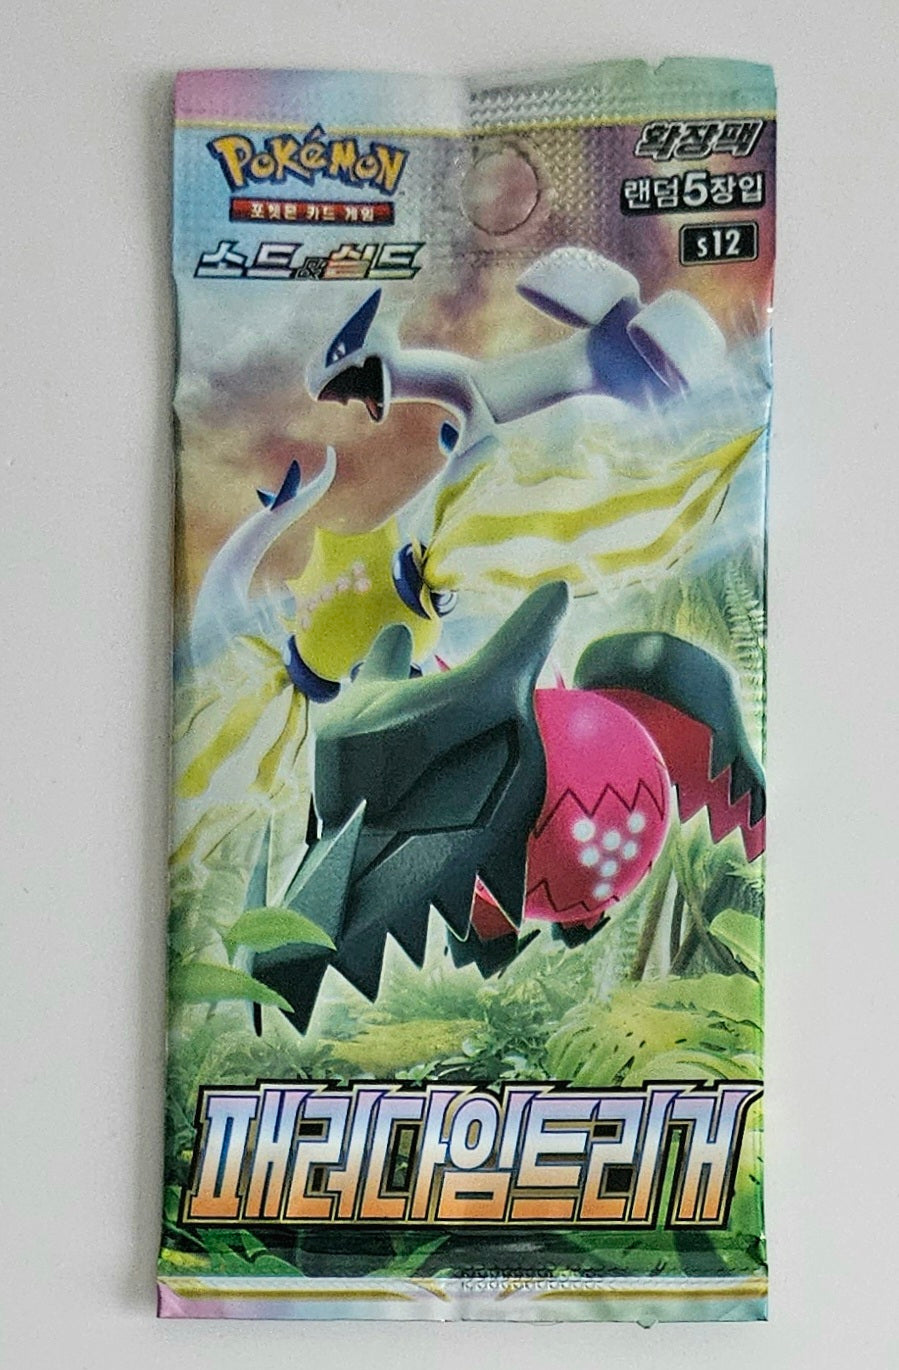 POKéMON
포켓몬 카드 게임
소드&실드
확장팩
랜덤5장입
s12
패러다임트리거